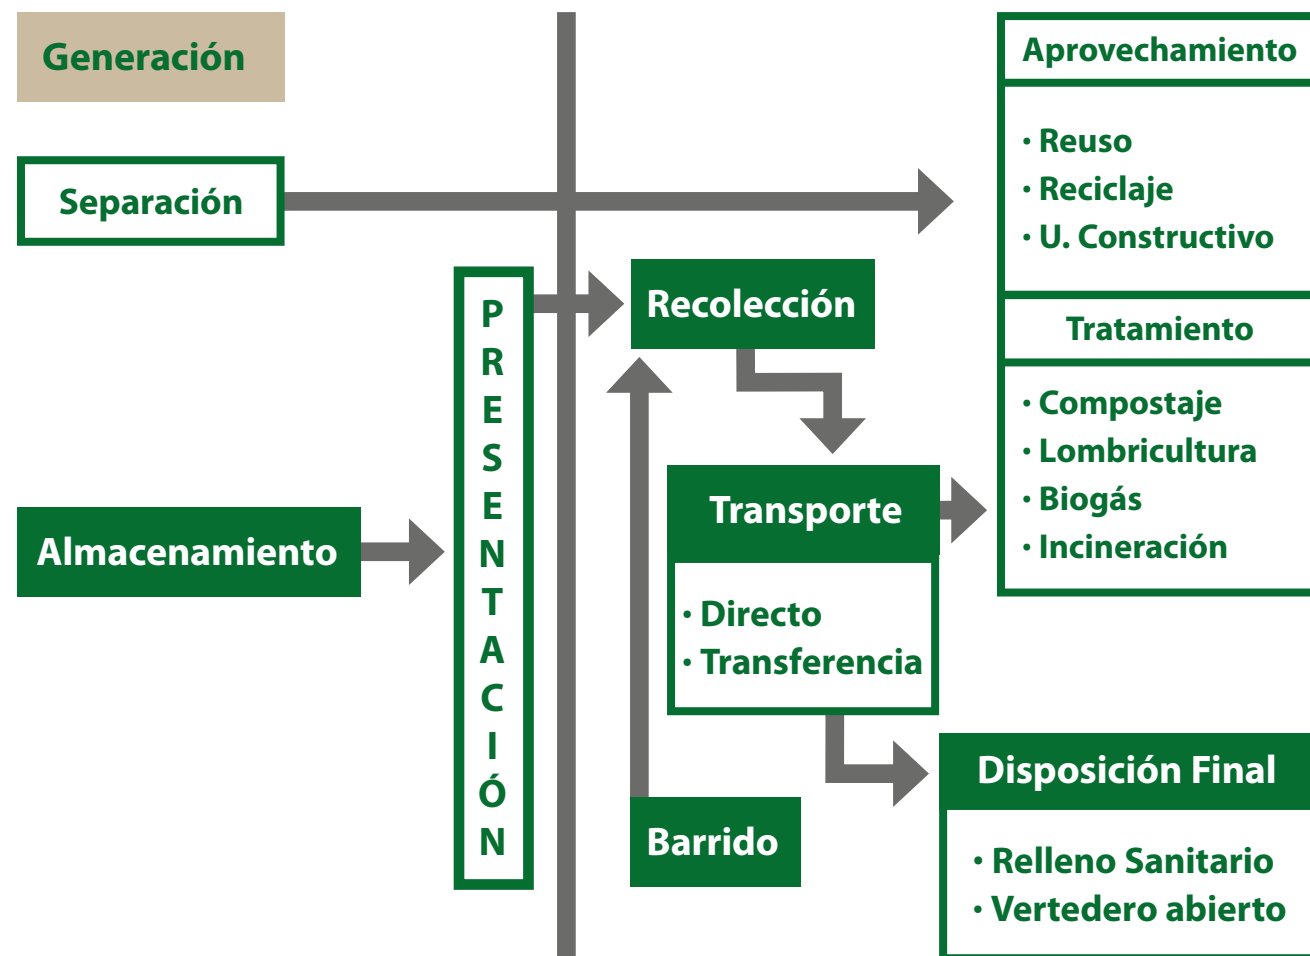 Generación
Separación
Almacenamiento
PRESENTACIÓN
Recolección
Transporte
· Directo
· Transferencia
Barrido
Aprovechamiento
· Reuso
· Reciclaje
· U. Constructivo
Tratamiento
· Compostaje
· Lombricultura
· Biogás
· Incineración
Disposición Final
· Relleno Sanitario
· Vertedero abierto